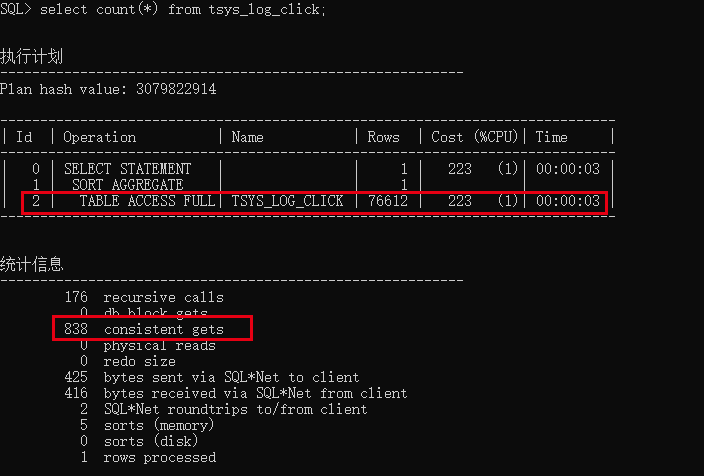 SQL> select count(*) from tsys_log_click;
执行计划
----------------------------------------------------------
Plan hash value: 3079822914
-----------------------------------------------------------------------------
| Id  | Operation          | Name           | Rows  | Cost (%CPU)| Time     |
-----------------------------------------------------------------------------
|   0 | SELECT STATEMENT   |                |     1 |   223   (1)| 00:00:03 |
|   1 |  SORT AGGREGATE    |                |     1 |            |          |
|   2 |   TABLE ACCESS FULL| TSYS_LOG_CLICK | 76612 |   223   (1)| 00:00:03 |
-----------------------------------------------------------------------------
统计信息
----------------------------------------------------------
176  recursive calls
0  db block gets
838  consistent gets
0  physical reads
0  redo size
425  bytes sent via SQL*Net to client
416  bytes received via SQL*Net from client
2  SQL*Net roundtrips to/from client
5  sorts (memory)
0  sorts (disk)
1  rows processed